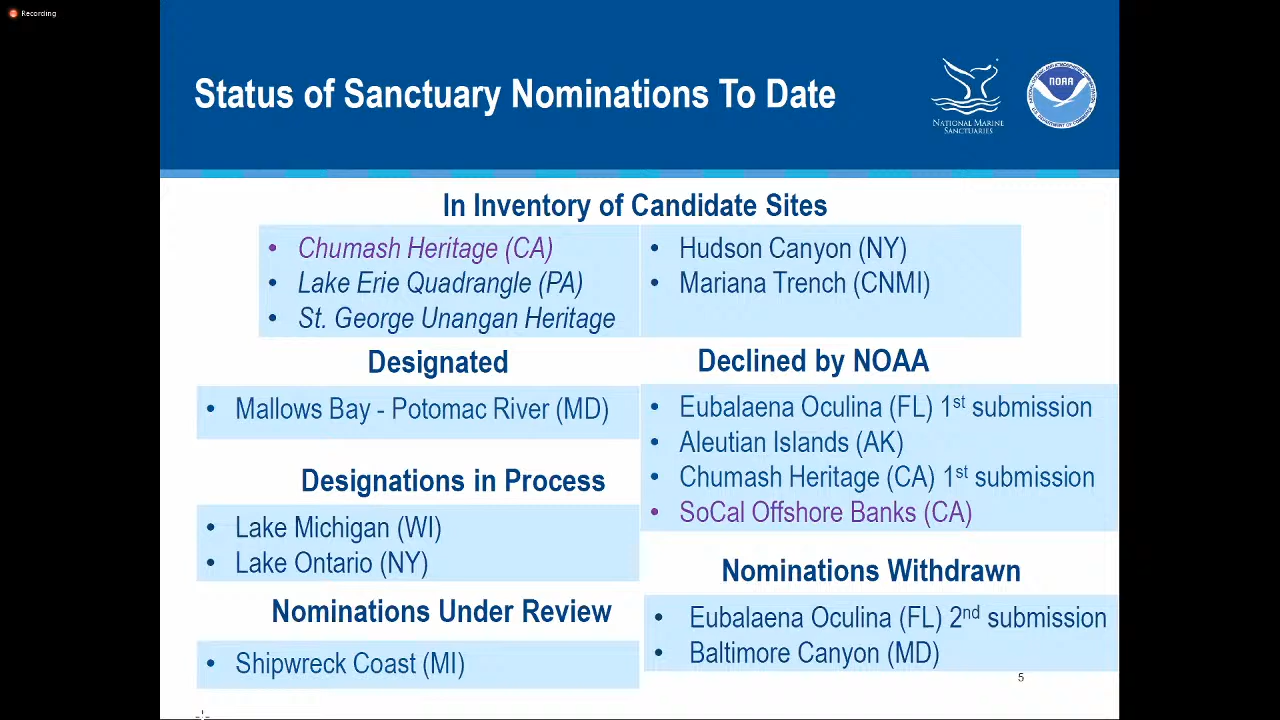 Recording
Status of Sanctuary Nominations To Date
NATIONAL MARINE
SANCTUARIES
NOAA
In Inventory of Candidate Sites
• Chumash Heritage (CA)
• Lake Erie Quadrangle (PA)
• St. George Unangan Heritage
• Hudson Canyon (NY)
• Mariana Trench (CNMI)
Designated
• Mallows Bay - Potomac River (MD)
Designations in Process
• Lake Michigan (WI)
• Lake Ontario (NY)
Nominations Under Review
• Shipwreck Coast (MI)
Declined by NOAA
• Eubalaena Oculina (FL) 1st submission
• Aleutian Islands (AK)
• Chumash Heritage (CA) 1st submission
• SoCal Offshore Banks (CA)
Nominations Withdrawn
• Eubalaena Oculina (FL) 2nd submission
• Baltimore Canyon (MD)
5